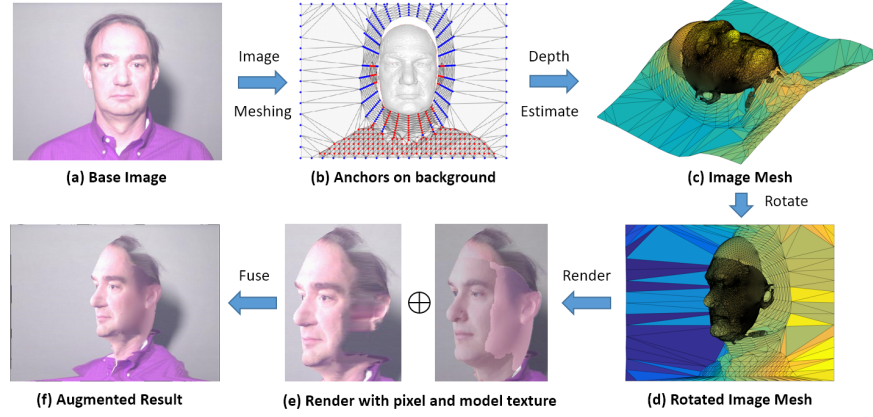 Image
Meshing
Depth
Estimate
(a) Base Image
(b) Anchors on background
(c) Image Mesh
Rotate
Fuse
Render
(f) Augmented Result
(e) Render with pixel and model texture
(d) Rotated Image Mesh